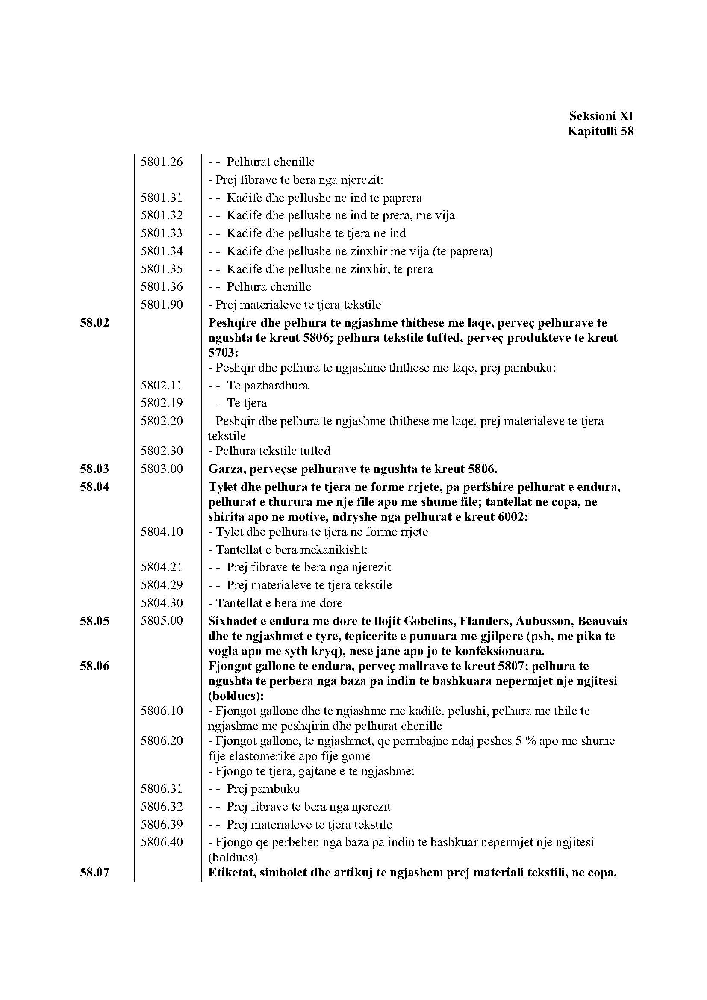 Seksioni XI
Kapitulli 58
5801.26 - - Pelhurat chenille
- Prej fibrave te bera nga njerezit:
5801.31 - - Kadife dhe pellushe ne ind te paprera
5801.32 - - Kadife dhe pellushe ne ind te prera, me vija
5801.33 - - Kadife dhe pellushe te tjera ne ind
5801.34 - - Kadife dhe pellushe ne zinxhir me vija (te paprera)
5801.35 - - Kadife dhe pellushe ne zinxhir, te prera
5801.36 - - Pelhura chenille
5801.90 - Prej materialeve te tjera tekstile
58.02 Peshqire dhe pelhura te ngjashme thithese me laqe, perveç pelhurave te
ngushta te kreut 5806; pelhura tekstile tufted, perveç produkteve te kreut
5703:
- Peshqir dhe pelhura te ngjashme thithese me laqe, prej pambuku:
5802.11 - - Te pazbardhura
5802.19 - - Te tjera
5802.20 - Peshqir dhe pelhura te ngjashme thithese me laqe, prej materialeve te tjera
tekstile
5802.30 - Pelhura tekstile tufted
58.03 5803.00 Garza, perveçse pelhurave te ngushta te kreut 5806.
58.04 Tylet dhe pelhura te tjera ne forme rrjete, pa perfshire pelhurat e endura,
pelhurat e thurura me nje file apo me shume file; tantellat ne copa, ne
shirita apo ne motive, ndryshe nga pelhurat e kreut 6002:
5804.10 - Tylet dhe pelhura te tjera ne forme rrjete
- Tantellat e bera mekanikisht:
5804.21 - - Prej fibrave te bera nga njerezit
5804.29 - - Prej materialeve te tjera tekstile
5804.30 - Tantellat e bera me dore
58.05 5805.00 Sixhadet e endura me dore te llojit Gobelins, Flanders, Aubusson, Beauvais
dhe te ngjashmet e tyre, tepicerite e punuara me gjilpere (psh, me pika te
vogla apo me syth kryq), nese jane apo jo te konfeksionuara.
58.06 Fjongot gallone te endura, perveç mallrave te kreut 5807; pelhura te
ngushta te perbera nga baza pa indin te bashkuara nepermjet nje ngjitesi
(bolducs):
5806.10 - Fjongot gallone dhe te ngjashme me kadife, pelushi, pelhura me thile te
ngjashme me peshqirin dhe pelhurat chenille
5806.20 - Fjongot gallone, te ngjashmet, qe permbajne ndaj peshes 5 % apo me shume
fije elastomerike apo fije gome
- Fjongo te tjera, gajtane e te ngjashme:
5806.31 - - Prej pambuku
5806.32 - - Prej fibrave te bera nga njerezit
5806.39 - - Prej materialeve te tjera tekstile
5806.40 - Fjongo qe perbehen nga baza pa indin te bashkuar nepermjet nje ngjitesi
(bolducs)
58.07 Etiketat, simbolet dhe artikuj te ngjashem prej materiali tekstili, ne copa,